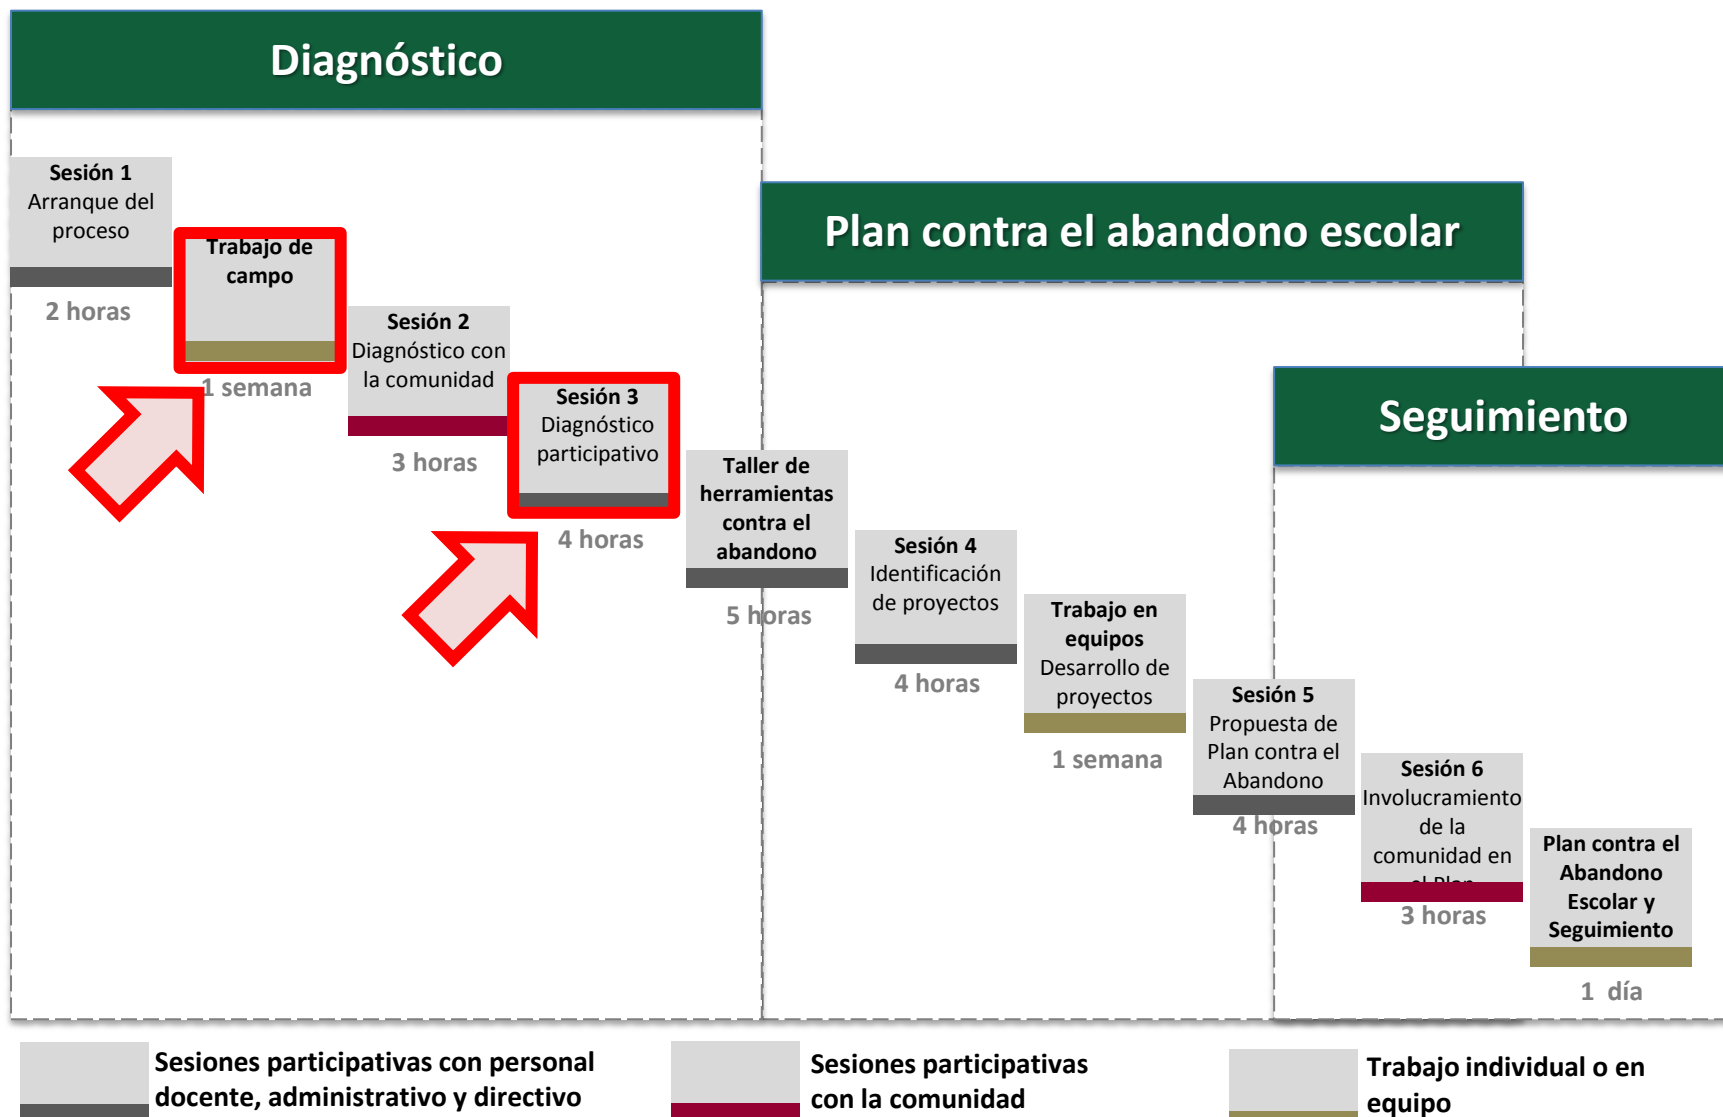 Diagnóstico
Sesión 1
Arranque del
proceso
2 horas
Trabajo de
campo
1 semana
Sesión 2
Diagnóstico con
la comunidad
3 horas
Sesión 3
Diagnóstico
participativo
4 horas
Plan contra el abandono escolar
Taller de
herramientas
contra el
abandono
5 horas
Sesión 4
Identificación
de proyectos
4 horas
Trabajo en
equipos
Desarrollo de
proyectos
1 semana
Seguimiento
Sesión 5
Propuesta de
Plan contra el
Abandono
4 horas
Sesión 6
Involucramiento
de la
comunidad en
el Plan
3 horas
Plan contra el
Abandono
Escolar y
Seguimiento
1 día
Sesiones participativas con personal
docente, administrativo y directivo
Sesiones participativas
con la comunidad
Trabajo individual o en
equipo